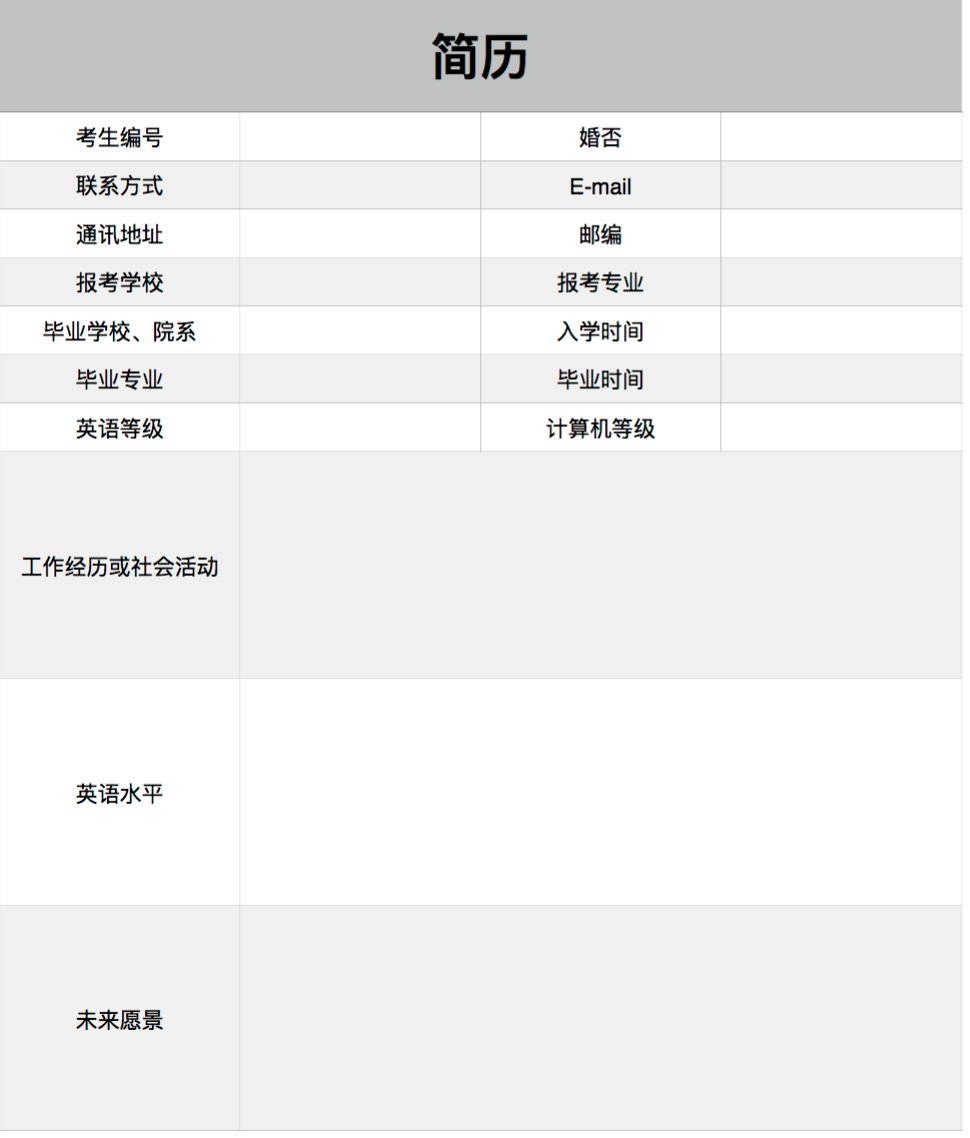 简历
考生编号 婚否
联系方式 E-mail
通讯地址 邮编
报考学校 报考专业
毕业学校、院系 入学时间
毕业专业 毕业时间
英语等级 计算机等级
工作经历或社会活动
英语水平
未来愿景